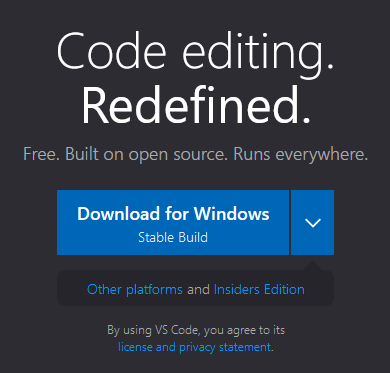 Code editing.
Redefined.
Free. Built on open source. Runs everywhere.
Download for Windows
Stable Build
Other platforms and Insiders Edition
By using VS Code, you agree to its
license and privacy statement.